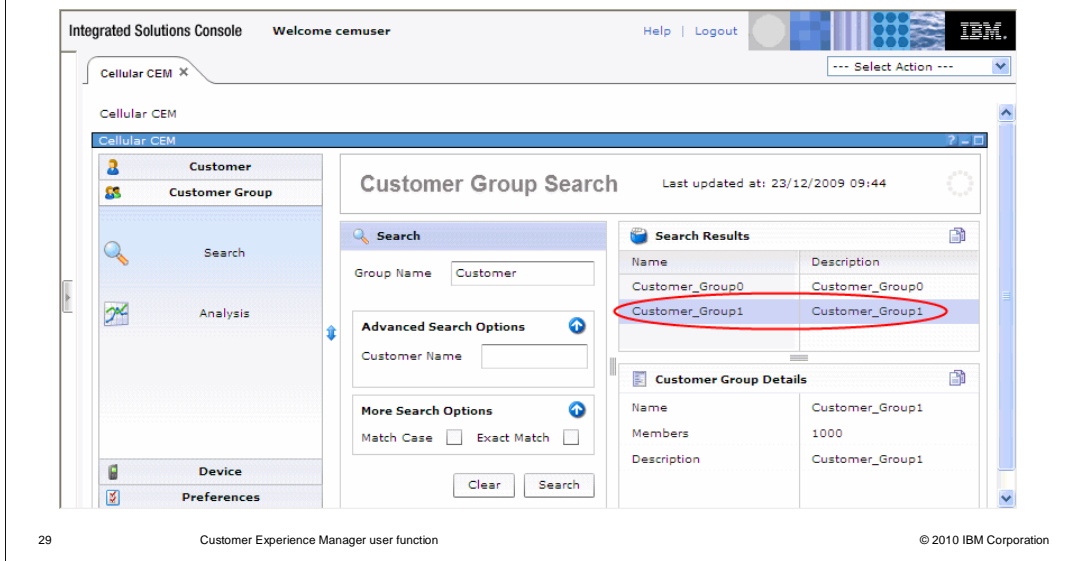 Integrated Solutions Console Welcome cemuser Help | Logout IBM.
Cellular CEM --- Select Action ---
Cellular CEM
Cellular CEM
Customer
Customer Group
Search
Analysis
Device
Preferences
Customer Group Search Last updated at: 23/12/2009 09:44
Search
Group Name Customer
Advanced Search Options
Customer Name
More Search Options
Match Case Exact Match
Clear Search
Search Results
Name Description
Customer_Group0 Customer_Group0
Customer_Group1 Customer_Group1
Customer Group Details
Name Customer_Group1
Members 1000
Description Customer_Group1
29 Customer Experience Manager user function © 2010 IBM Corporation